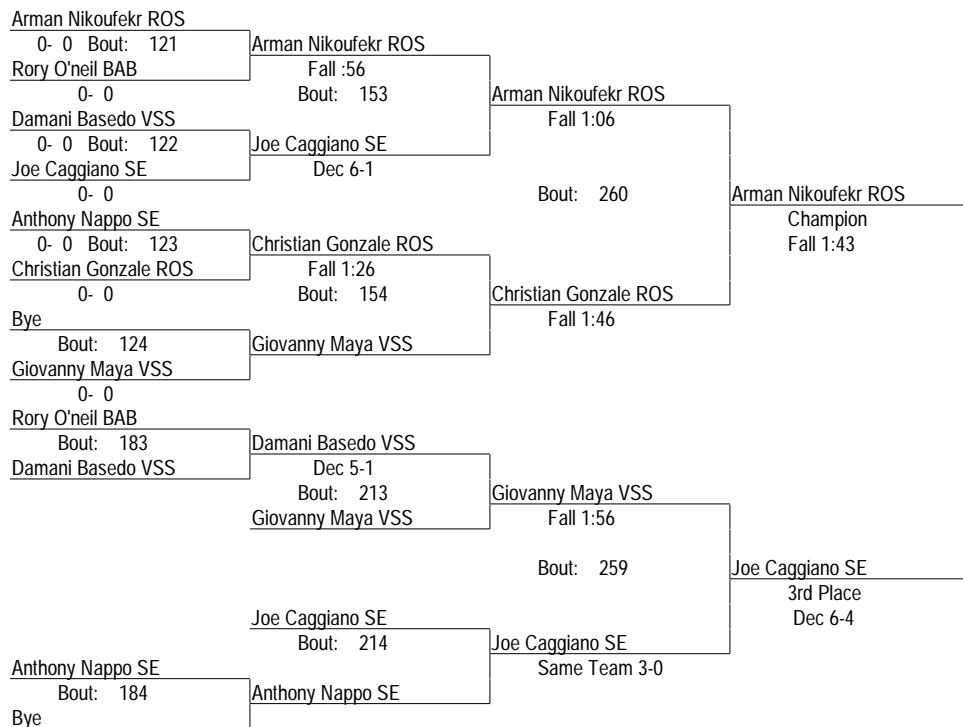 Arman Nikoufekr ROS
0- 0 Bout: 121 Arman Nikoufekr ROS
Rory O'neil BAB Fall :56
0- 0 Bout: 153 Arman Nikoufekr ROS
Damani Basedo VSS Fall 1:06
0- 0 Bout: 122 Joe Caggiano SE
Joe Caggiano SE Dec 6-1
0- 0 Bout: 260 Arman Nikoufekr ROS
Anthony Nappo SE Champion
0- 0 Bout: 123 Christian Gonzale ROS Fall 1:43
Christian Gonzale ROS Fall 1:26
0- 0 Bout: 154 Christian Gonzale ROS
Bye Fall 1:46
Bout: 124 Giovanny Maya VSS
Giovanny Maya VSS
0- 0
Rory O'neil BAB
Bout: 183 Damani Basedo VSS
Damani Basedo VSS Dec 5-1
Bout: 213 Giovanny Maya VSS
Giovanny Maya VSS Fall 1:56
Bout: 259 Joe Caggiano SE
3rd Place
Joe Caggiano SE Dec 6-4
Bout: 214 Joe Caggiano SE
Anthony Nappo SE Same Team 3-0
Bout: 184 Anthony Nappo SE
Bye